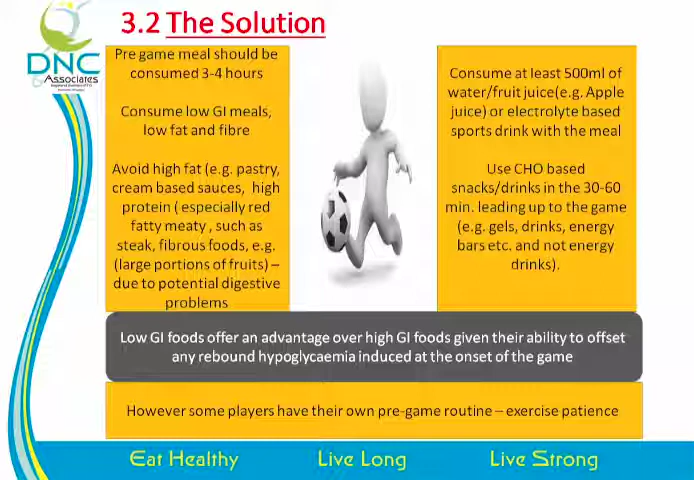 3.2 The Solution
DNC
& Associates
Pre game meal should be
consumed 3-4 hours
Consume low GI meals,
low fat and fibre
Avoid high fat (e.g. pastry,
cream based sauces, high
protein ( especially red
fatty meaty , such as
steak, fibrous foods, e.g.
(large portions of fruits) –
due to potential digestive
problems
Consume at least 500ml of
water/fruit juice(e.g. Apple
juice) or electrolyte based
sports drink with the meal
Use CHO based
snacks/drinks in the 30-60
min. leading up to the game
(e.g. gels, drinks, energy
bars etc. and not energy
drinks).
Low GI foods offer an advantage over high GI foods given their ability to offset
any rebound hypoglycaemia induced at the onset of the game
However some players have their own pre-game routine – exercise patience
Eat Healthy
Live Long
Live Strong